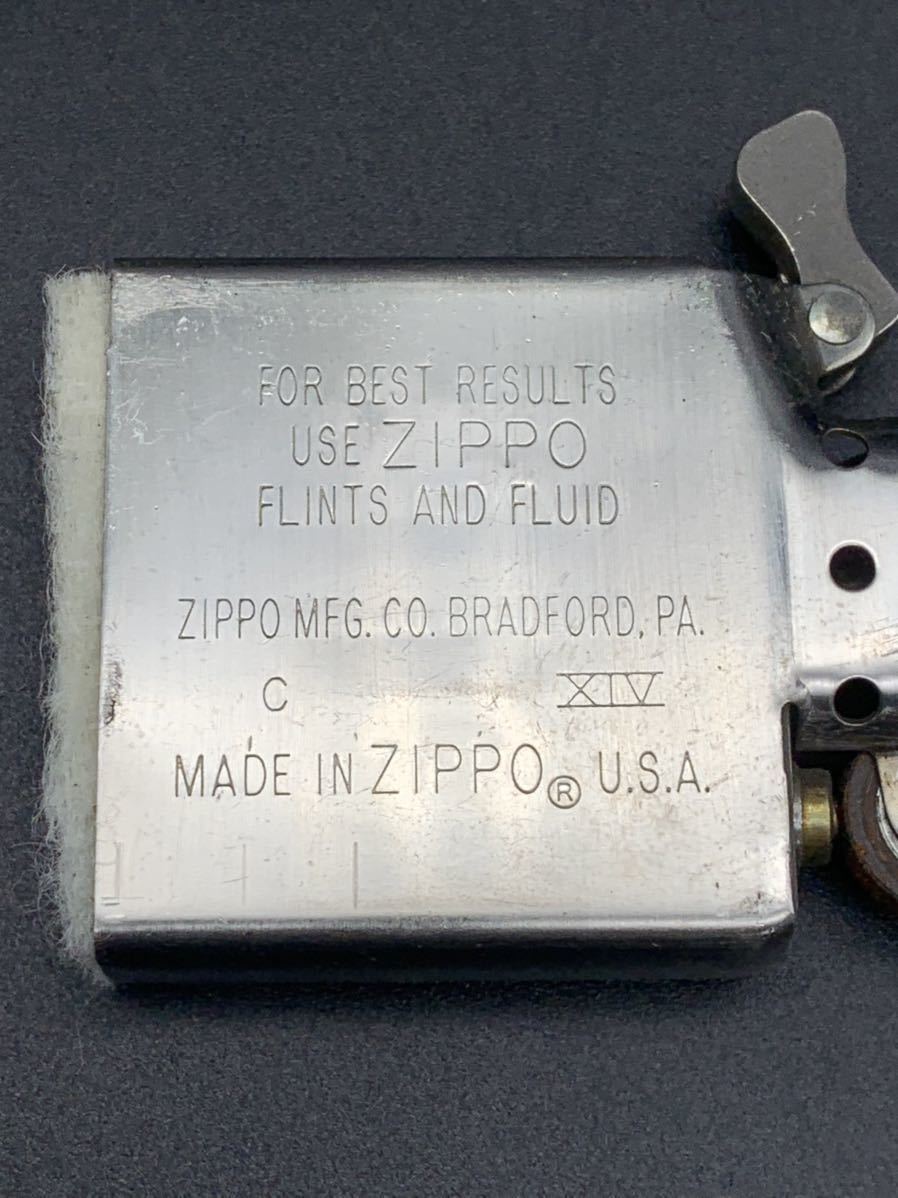 FOR BEST RESULTS
USE ZIPPO
FLINTS AND FLUID
ZIPPO MFG. CO. BRADFORD, PA.
C XIV
MADE IN ZIPPO® U.S.A.